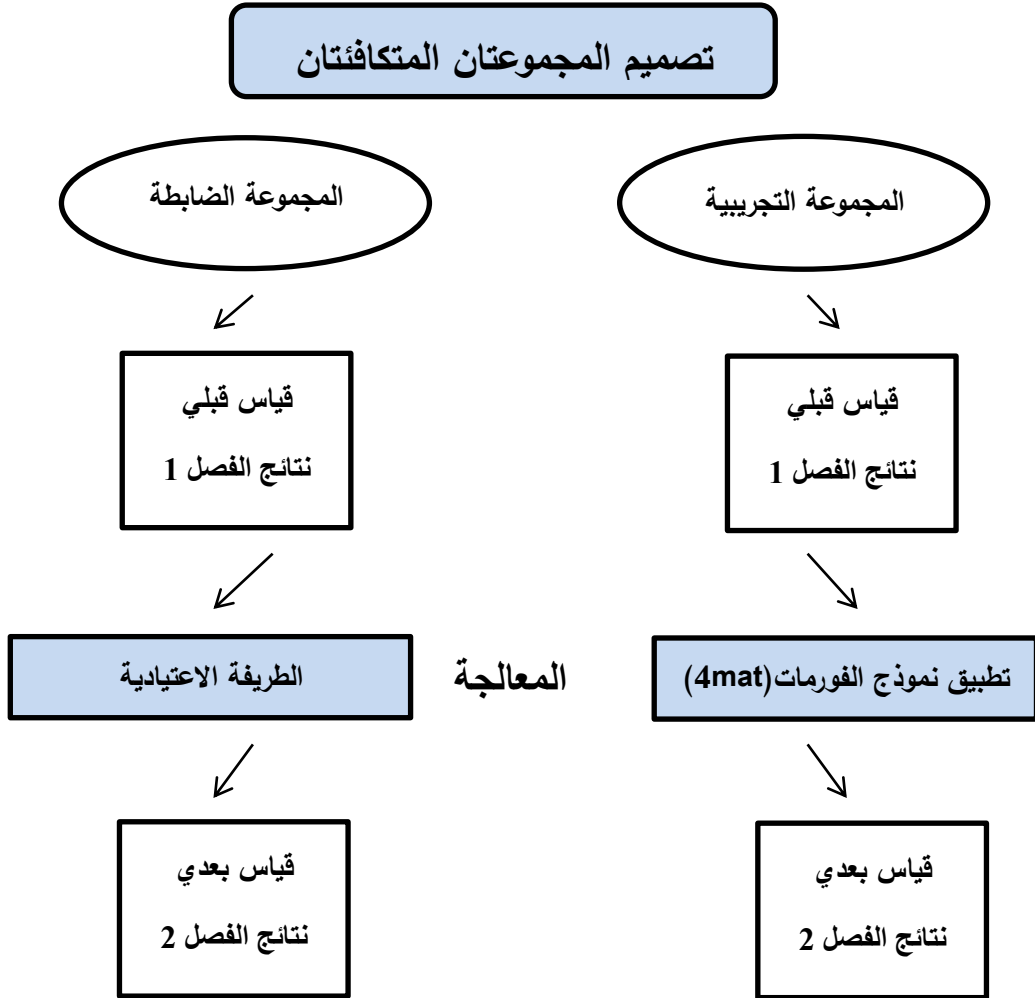 تصميم المجموعتان المتكافئتان
المجموعة التجريبية
المجموعة الضابطة
قياس قبلي
نتائج الفصل 1
قياس قبلي
نتائج الفصل 1
تطبيق نموذج الفورمات(4mat)
المعالجة
الطريفة الاعتيادية
قياس بعدي
نتائج الفصل 2
قياس بعدي
نتائج الفصل 2